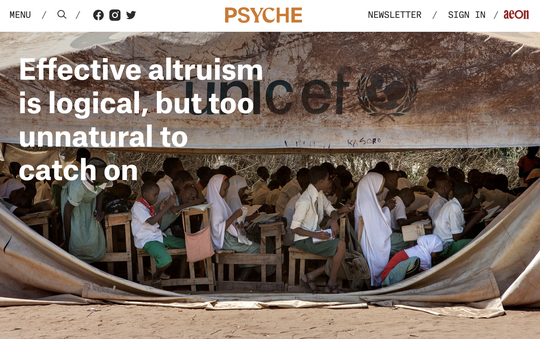 MENU / / PSYCHE NEWSLETTER / SIGN IN / aeon
Effective altruism
is logical, but too
unnatural to
catch on
unicef